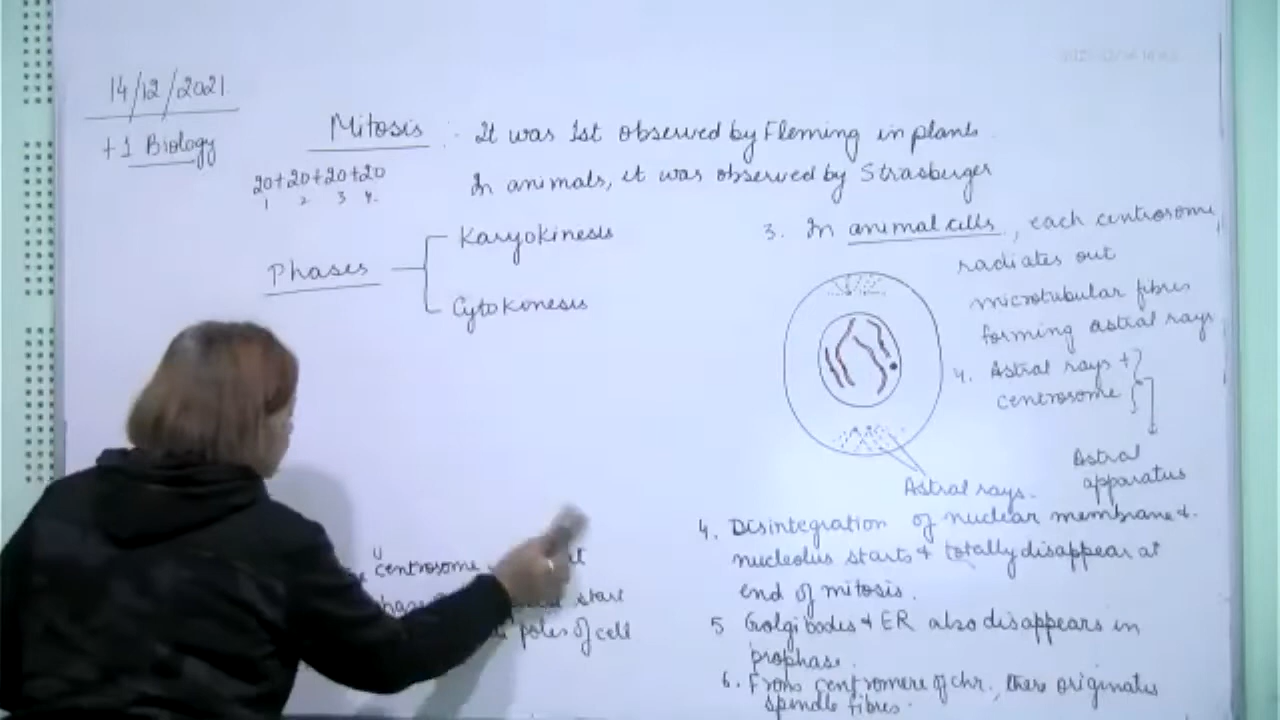 14/12/2021
+1 Biology
Mitosis : It was 1st observed by Fleming in plants
In animals, it was observed by Strasberger
20+20+20+20
1 2 3 4.
Phases
Karyokinesis
Cytokinesis
centrosome
stare
poles of cell
3. In animal cells, each centrosome,
radiates out
microtubular fibres
forming astral rays
4. Astral rays +
centrosome
Astral
apparatus
Astral rays.
4. Disintegration of nuclear membrane &
nucleolus starts & totally disappear at
end of mitosis.
5 Golgi bodies & ER also disappears in
prophase.
6. From centromere of chr., there originates
spindle fibres.